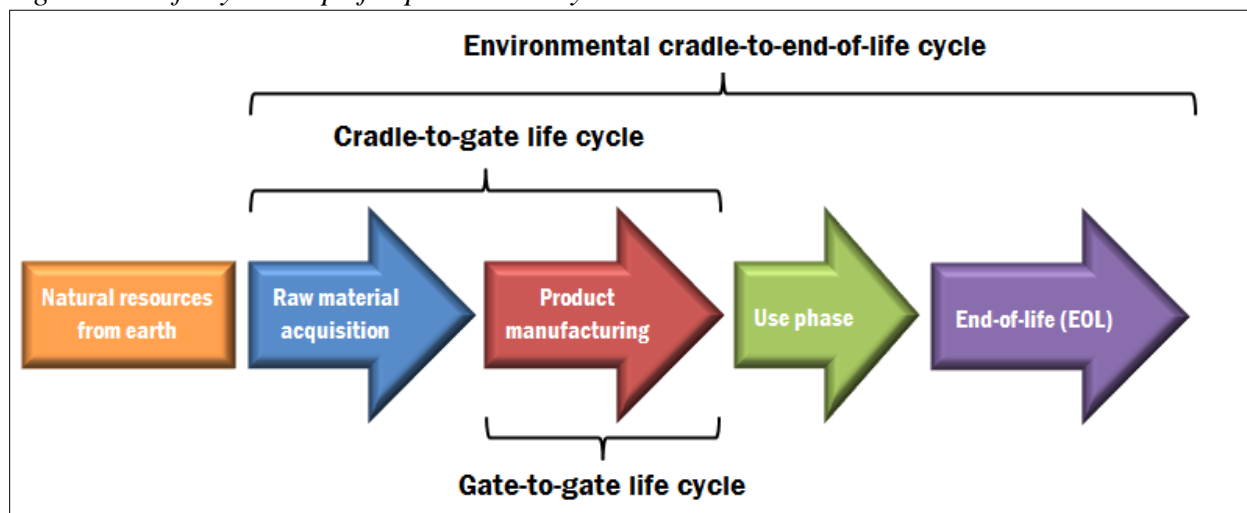 Environmental cradle-to-end-of-life cycle
Cradle-to-gate life cycle
Natural resources
from earth
Raw material
acquisition
Product
manufacturing
Use phase
End-of-life (EOL)
Gate-to-gate life cycle